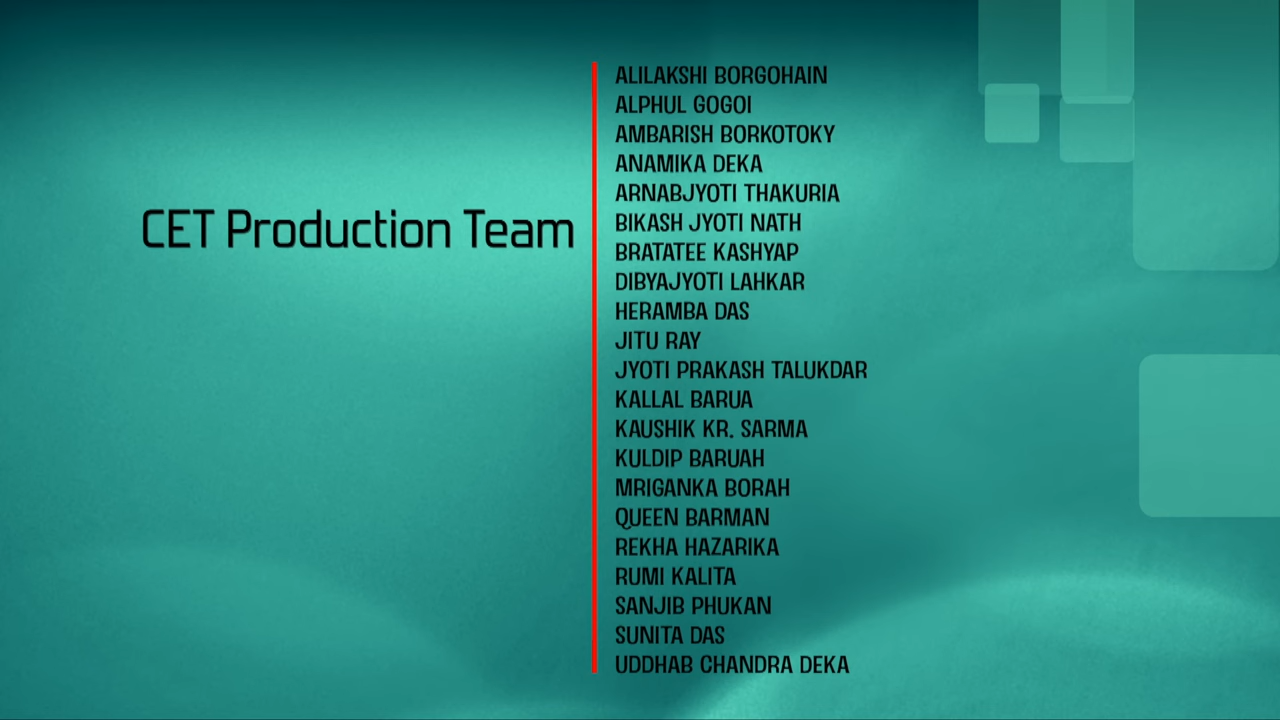 CET Production Team
ALILAKSHI BORGOHAIN
ALPHUL GOGOI
AMBARISH BORKOTOKY
ANAMIKA DEKA
ARNABJYOTI THAKURIA
BIKASH JYOTI NATH
BRATATEE KASHYAP
DIBYAJYOTI LAHKAR
HERAMBA DAS
JITU RAY
JYOTI PRAKASH TALUKDAR
KALLAL BARUA
KAUSHIK KR. SARMA
KULDIP BARUAH
MRIGANKA BORAH
QUEEN BARMAN
REKHA HAZARIKA
RUMI KALITA
SANJIB PHUKAN
SUNITA DAS
UDDHAB CHANDRA DEKA